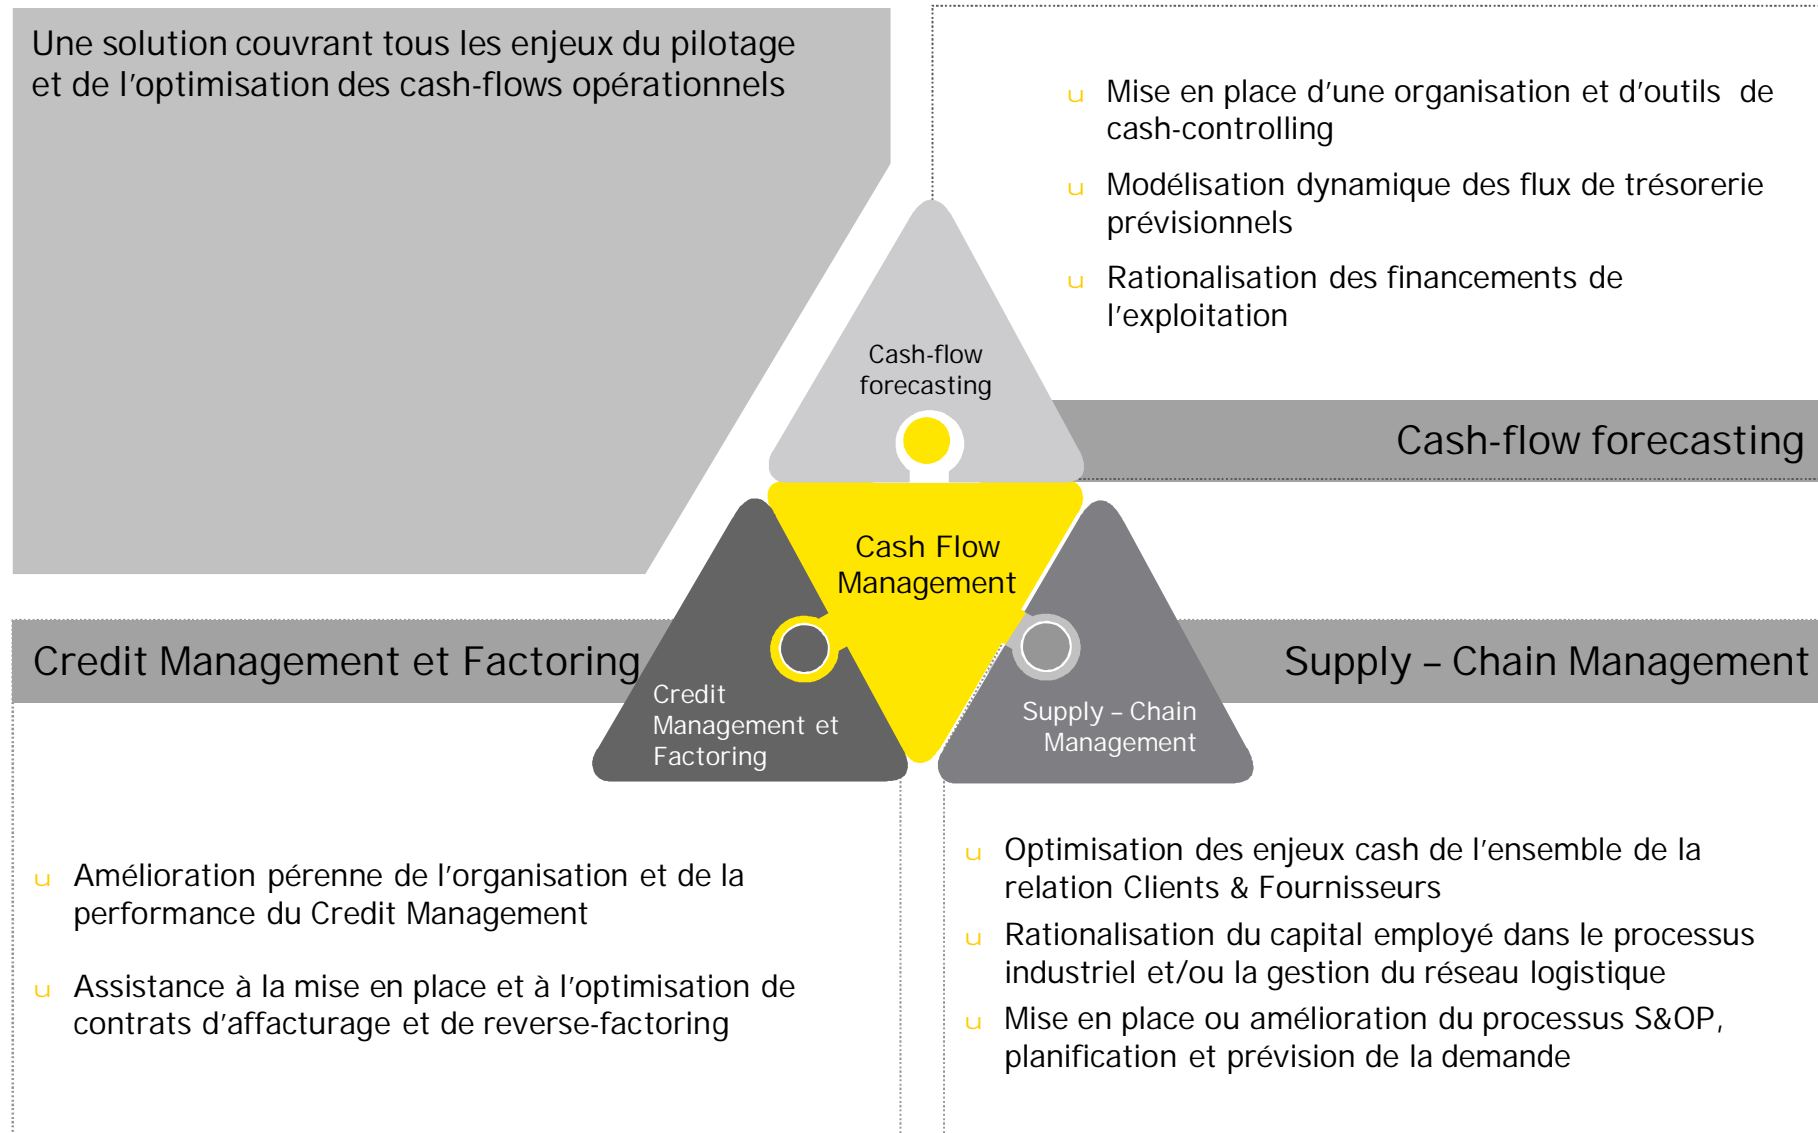 Une solution couvrant tous les enjeux du pilotage
et de l’optimisation des cash-flows opérationnels
u Mise en place d’une organisation et d’outils de
cash-controlling
u Modélisation dynamique des flux de trésorerie
prévisionnels
u Rationalisation des financements de
l’exploitation
Cash-flow
forecasting
Cash-flow forecasting
Cash Flow
Management
Credit Management et Factoring
Credit
Management et
Factoring
Supply – Chain Management
Supply – Chain
Management
u Amélioration pérenne de l’organisation et de la
performance du Credit Management
u Assistance à la mise en place et à l’optimisation de
contrats d’affacturage et de reverse-factoring
u Optimisation des enjeux cash de l’ensemble de la
relation Clients & Fournisseurs
u Rationalisation du capital employé dans le processus
industriel et/ou la gestion du réseau logistique
u Mise en place ou amélioration du processus S&OP,
planification et prévision de la demande